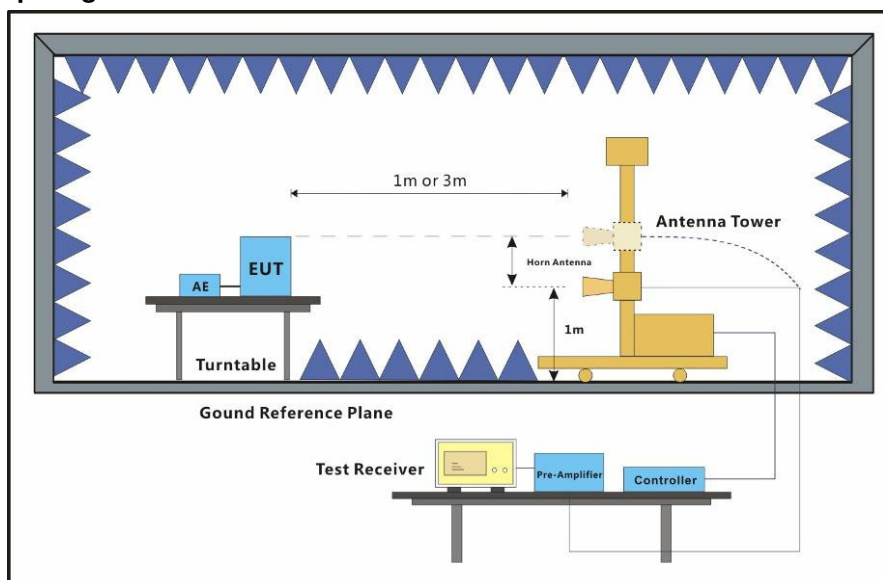 1m or 3m
Antenna Tower
Horn Antenna
EUT
AE
1m
Turntable
Gound Reference Plane
Test Receiver
Pre-Amplifier
Controller